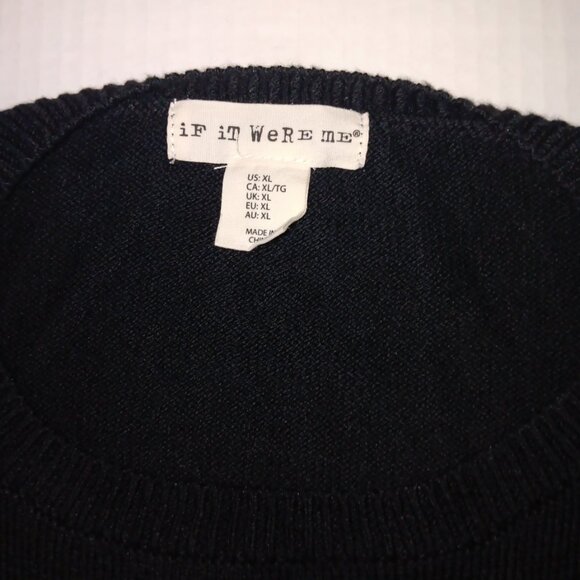 iF iT WeRE mE®
US: XL
CA: XL/TG
UK: XL
EU: XL
AU: XL
MADE IN